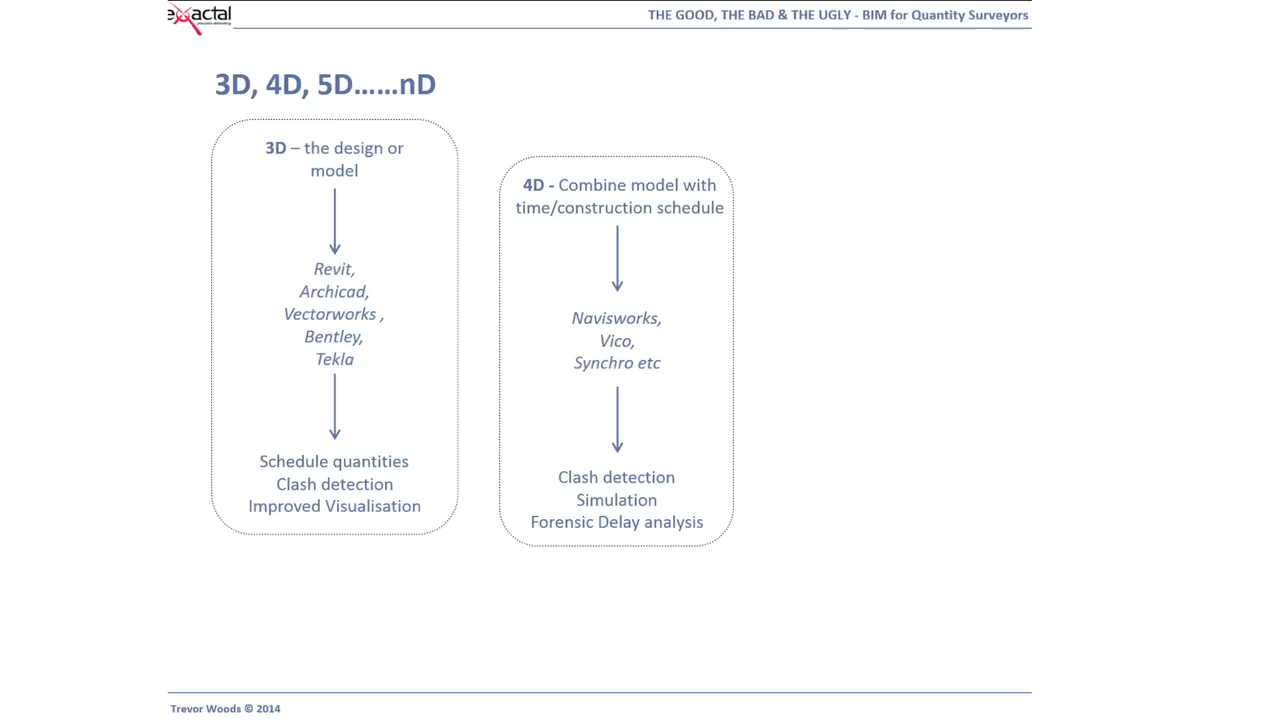 exactal
THE GOOD, THE BAD & THE UGLY - BIM for Quantity Surveyors
3D, 4D, 5D......nD
3D – the design or
model
Revit,
Archicad,
Vectorworks ,
Bentley,
Tekla
Schedule quantities
Clash detection
Improved Visualisation
4D - Combine model with
time/construction schedule
Navisworks,
Vico,
Synchro etc
Clash detection
Simulation
Forensic Delay analysis
Trevor Woods © 2014